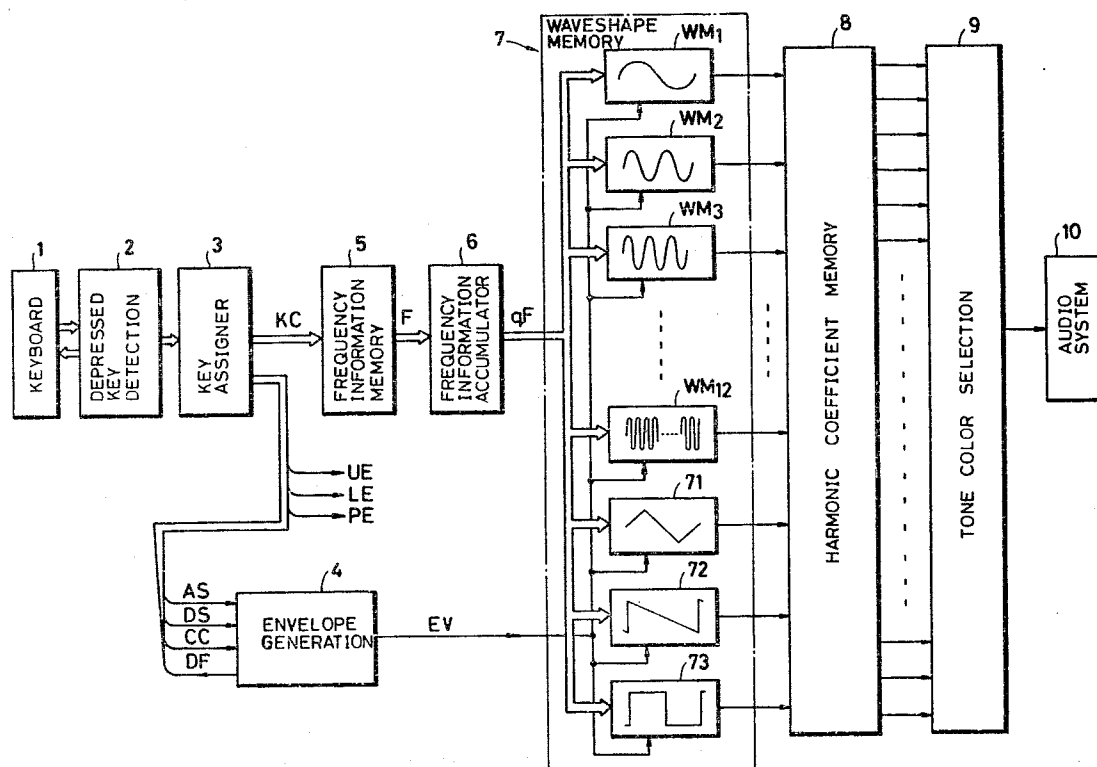 7
WAVESHAPE
MEMORY
WM1
WM2
WM3
WM12
71
72
73
8
HARMONIC COEFFICIENT MEMORY
9
TONE COLOR SELECTION
10
AUDIO
SYSTEM
1
KEYBOARD
2
DEPRESSED
KEY
DETECTION
3
KEY
ASSIGNER
KC
5
FREQUENCY
INFORMATION
MEMORY
F
6
FREQUENCY
INFORMATION
ACCUMULATOR
qF
UE
LE
PE
AS
DS
CC
DF
4
ENVELOPE
GENERATION
EV